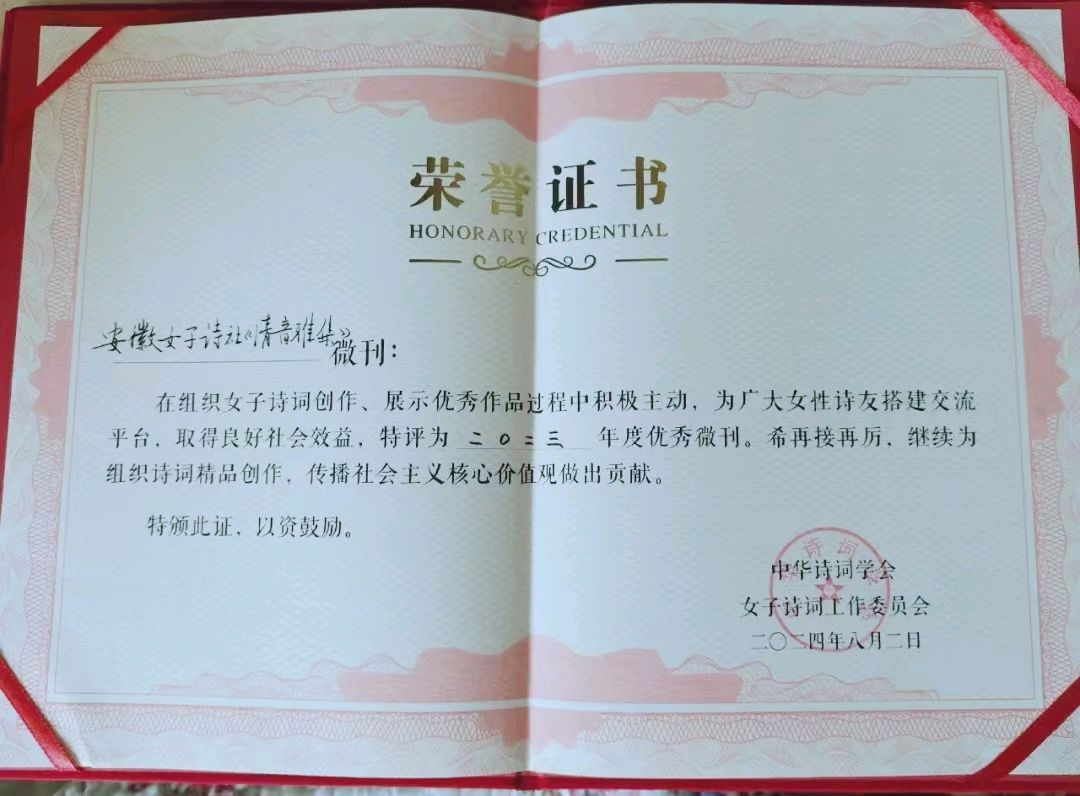 荣誉证书
HONORARY CREDENTIAL
安徽女子诗社《清音雅集》微刊：
在组织女子诗词创作、展示优秀作品过程中积极主动，为广大女性诗友搭建交流
平台，取得良好社会效益，特评为 二〇二三 年度优秀微刊。希再接再厉，继续为
组织诗词精品创作，传播社会主义核心价值观做出贡献。
特颁此证，以资鼓励。
中华诗词学会
女子诗词工作委员会
二〇二四年八月二日